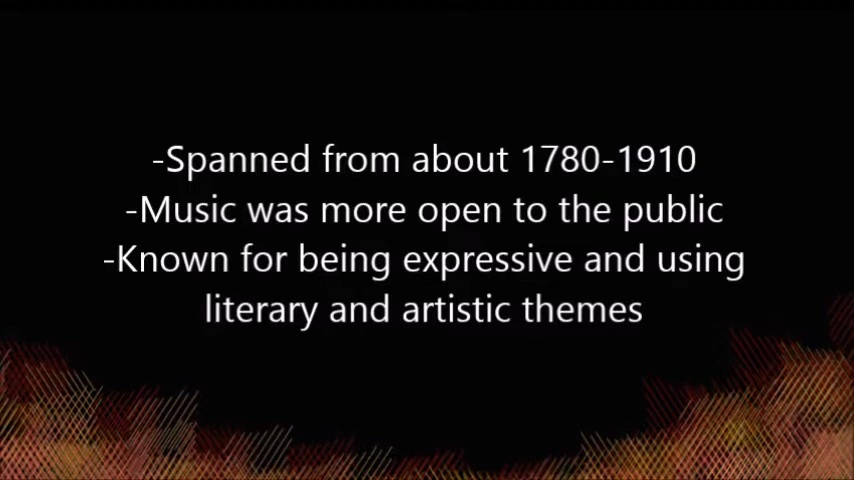 -Spanned from about 1780-1910
-Music was more open to the public
-Known for being expressive and using
literary and artistic themes